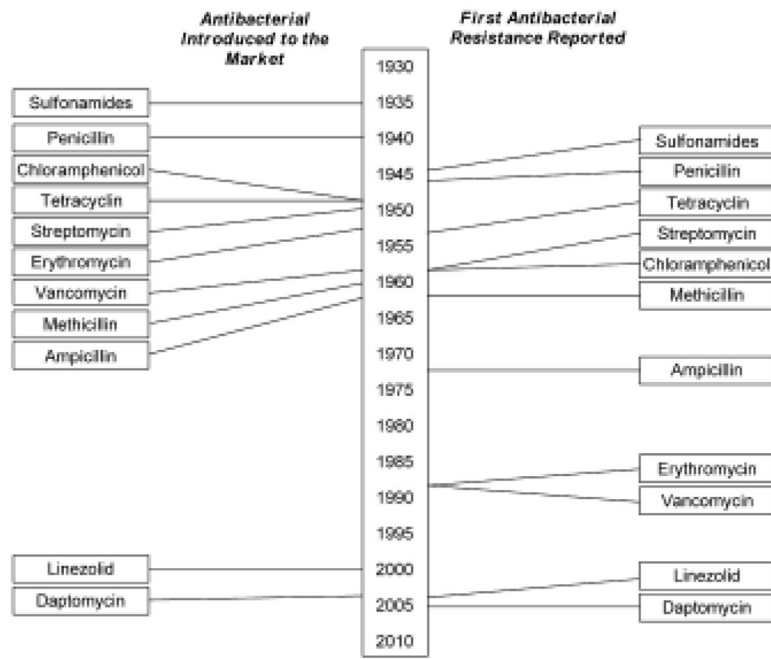 Antibacterial
Introduced to the
Market
First Antibacterial
Resistance Reported
Sulfonamides
Penicillin
Chloramphenicol
Tetracyclin
Streptomycin
Erythromycin
Vancomycin
Methicillin
Ampicillin
Linezolid
Daptomycin
1930
1935
1940
1945
1950
1955
1960
1965
1970
1975
1980
1985
1990
1995
2000
2005
2010
Sulfonamides
Penicillin
Tetracyclin
Streptomycin
Chloramphenicol
Methicillin
Ampicillin
Erythromycin
Vancomycin
Linezolid
Daptomycin